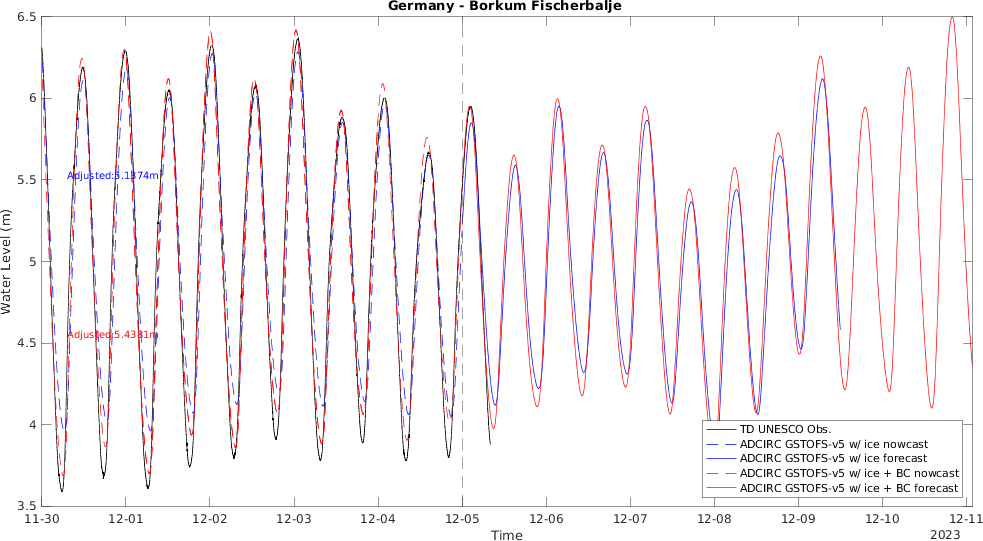 Germany - Borkum Fischerbalje
6.5
6
5.5
5
4.5
4
3.5
Water Level (m)
Adjusted:5.1374m
Adjusted:5.4381m
TD UNESCO Obs.
ADCIRC GSTOFS-v5 w/ ice nowcast
ADCIRC GSTOFS-v5 w/ ice forecast
ADCIRC GSTOFS-v5 w/ ice + BC nowcast
ADCIRC GSTOFS-v5 w/ ice + BC forecast
11-30 12-01 12-02 12-03 12-04 12-05 12-06 12-07 12-08 12-09 12-10 12-11
Time
2023